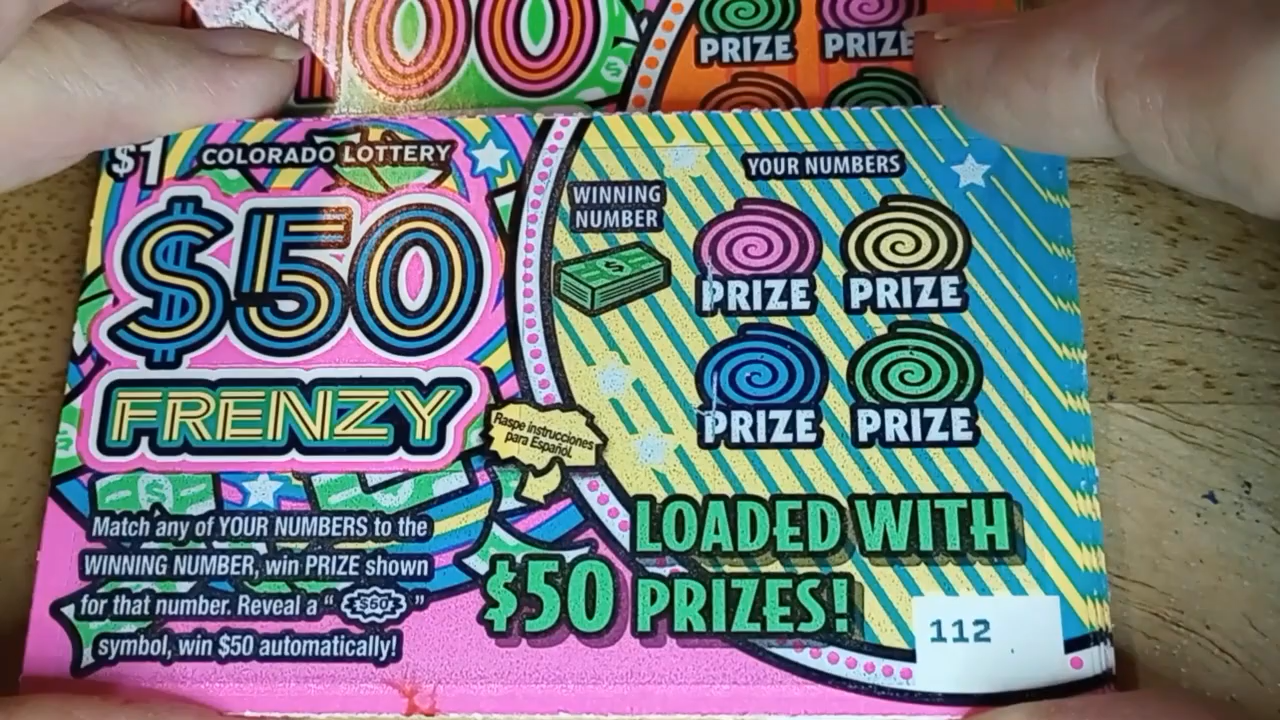 100
PRIZE PRIZE
$1 COLORADO LOTTERY
$50
FRENZY
Match any of YOUR NUMBERS to the
WINNING NUMBER, win PRIZE shown
for that number. Reveal a " $50 "
symbol, win $50 automatically!
Raspe instrucciones
para Español.
WINNING
NUMBER
$
YOUR NUMBERS
PRIZE PRIZE
PRIZE PRIZE
LOADED WITH
$50 PRIZES!
112